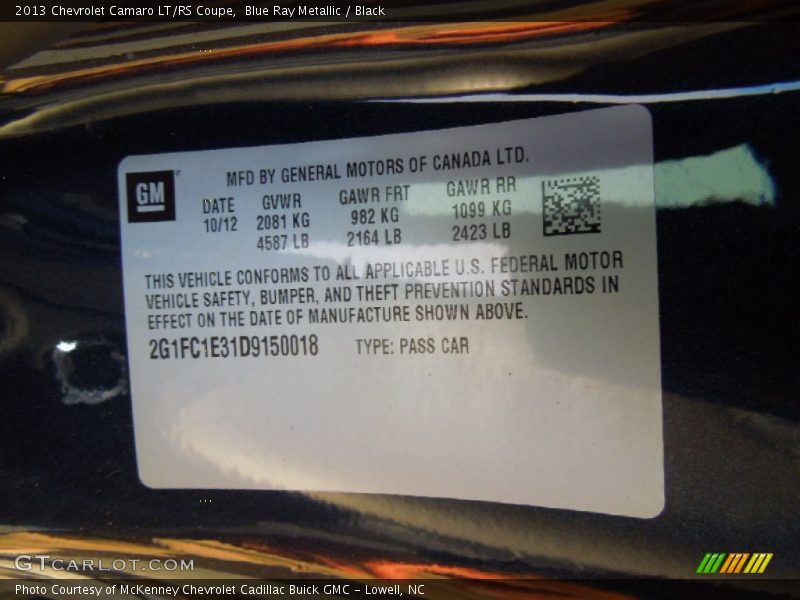 2013 Chevrolet Camaro LT/RS Coupe, Blue Ray Metallic / Black
GM
MFD BY GENERAL MOTORS OF CANADA LTD.
DATE GVWR GAWR FRT GAWR RR
10/12 2081 KG 982 KG 1099 KG
4587 LB 2164 LB 2423 LB
THIS VEHICLE CONFORMS TO ALL APPLICABLE U.S. FEDERAL MOTOR
VEHICLE SAFETY, BUMPER, AND THEFT PREVENTION STANDARDS IN
EFFECT ON THE DATE OF MANUFACTURE SHOWN ABOVE.
2G1FC1E31D9150018 TYPE: PASS CAR
GTCARLOT.COM
Photo Courtesy of McKenney Chevrolet Cadillac Buick GMC - Lowell, NC